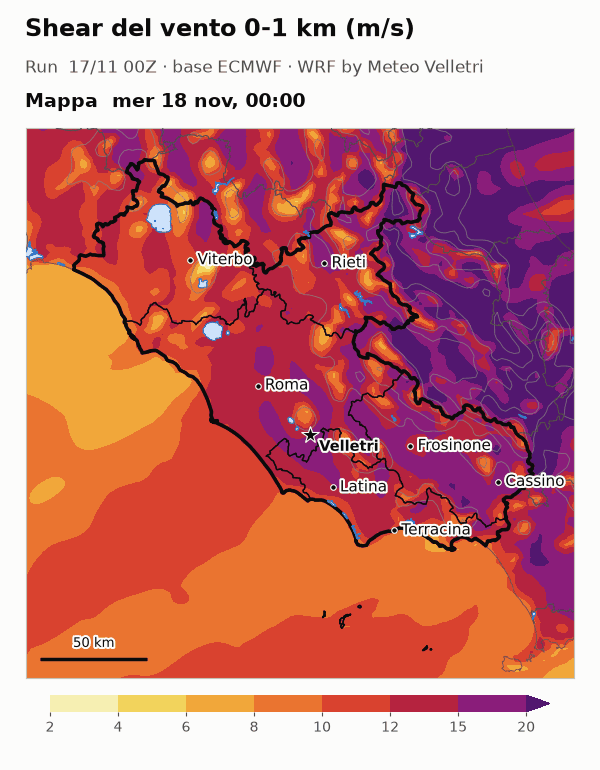 Shear del vento 0-1 km (m/s)
Run  17/11 00Z · base ECMWF · WRF by Meteo Velletri
Mappa  mer 18 nov, 00:00
Viterbo
Rieti
Roma
Velletri
Frosinone
Latina
Cassino
Terracina
50 km
2 4 6 8 10 12 15 20